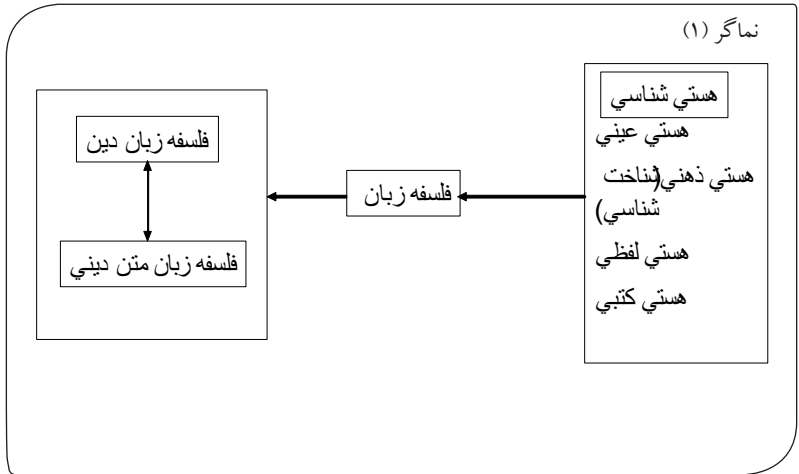 نماگر (۱)
هستي شناسي
هستي عيني
هستي ذهني(شناخت
شناسي)
هستي لفظي
هستي كتبي
فلسفه زبان
فلسفه زبان دين
فلسفه زبان متن ديني